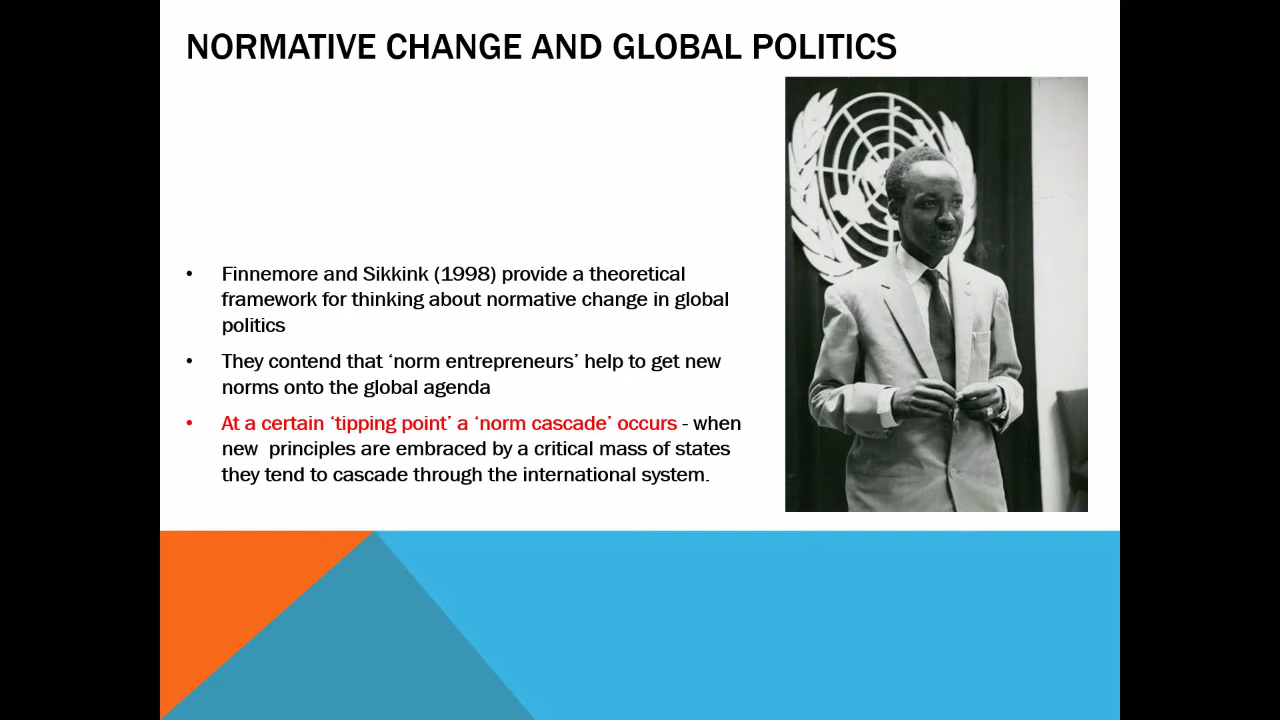 NORMATIVE CHANGE AND GLOBAL POLITICS
• Finnemore and Sikkink (1998) provide a theoretical
framework for thinking about normative change in global
politics
• They contend that ‘norm entrepreneurs’ help to get new
norms onto the global agenda
• At a certain ‘tipping point’ a ‘norm cascade’ occurs - when
new  principles are embraced by a critical mass of states
they tend to cascade through the international system.